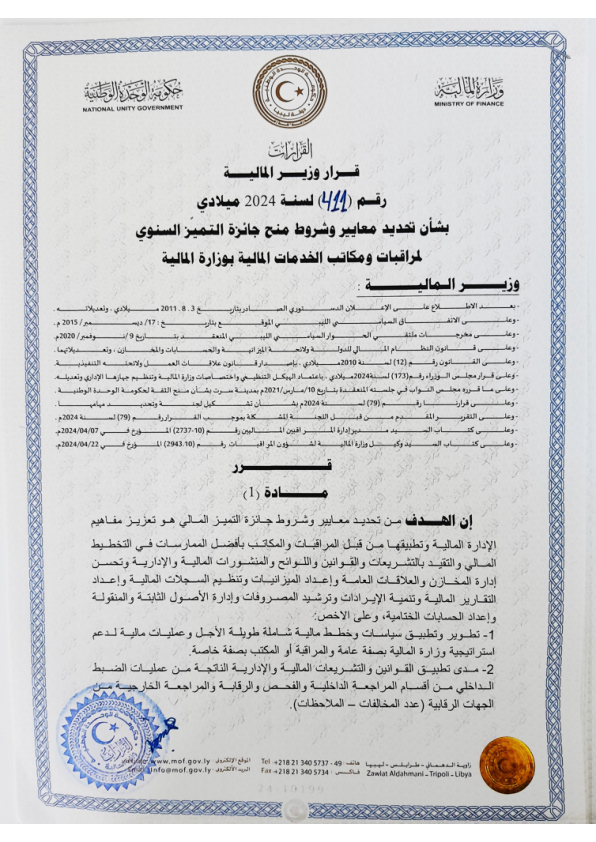 حكومة الوحدة الوطنية
NATIONAL UNITY GOVERNMENT
وزارة المالية
MINISTRY OF FINANCE
القرارات
قرار وزير المالية
رقم (411) لسنة 2024 ميلادي
بشأن تحديد معايير وشروط منح جائزة التميز السنوي
لمراقبات ومكاتب الخدمات المالية بوزارة المالية
وزير المالية :
- بعد الاطلاع على الإعلان الدستوري الصادر بتاريخ 3 . 8 . 2011 ميلادي ، وتعديلاته .
- وعلى الاتفاق السياسي الليبي الموقع بتاريخ : 17/ ديسمبر/ 2015 م .
- وعلى مخرجات ملتقى الحوار السياسي الليبي المنعقد بتاريخ 9 /نوفمبر/ 2020م.
- وعلى قانون النظام المالي للدولة ولائحة الميزانية والحسابات والمخازن ، وتعديلاتهما .
- وعلى القانون رقم (12) لسنة 2010 ميلادي ، بإصدار قانون علاقات العمل ولائحته التنفيذية.
- وعلى قرار مجلس الوزراء رقم (173) لسنة 2024 ميلادي ، باعتماد الهيكل التنظيمي واختصاصات وزارة المالية وتنظيم جهازها الإداري وتعديله.
- وعلى ما قرره مجلس النواب في جلسته المنعقدة بتاريخ 10/مارس/2021م بمدينة سرت بشأن منح الثقة لحكومة الوحدة الوطنية .
- وعلى قرارنا رقم (79) لسنة 2024م بشأن تشكيل لجنة وتحديد مهامها .
- وعلى التقرير المقدم من قبل اللجنة المشكلة بموجب القرار رقم (79) لسنة 2024م .
- وعلى كتاب السيد مدير إدارة المراقبين الماليين رقم (10-2737) المؤرخ في 2024/04/07م.
- وعلى كتاب السيد وكيل وزارة المالية لشؤون المراقبات رقم (10.2943) المؤرخ في 2024/04/22م.
قرر
مادة (1)
إن الهدف من تحديد معايير وشروط جائزة التميز المالي هو تعزيز مفاهيم
الإدارة المالية وتطبيقها من قبل المراقبات والمكاتب بأفضل الممارسات في التخطيط
المالي والتقيد بالتشريعات والقوانين واللوائح والمنشورات المالية والإدارية وتحسن
إدارة المخازن والعلاقات العامة وإعداد الميزانيات وتنظيم السجلات المالية وإعداد
التقارير المالية وتنمية الإيرادات وترشيد المصروفات وإدارة الأصول الثابتة والمنقولة
وإعداد الحسابات الختامية، وعلى الاخص:
1- تطوير وتطبيق سياسات وخطط مالية شاملة طويلة الأجل وعمليات مالية لدعم
استراتيجية وزارة المالية بصفة عامة والمراقبة أو المكتب بصفة خاصة.
2- مدى تطبيق القوانين والتشريعات المالية والإدارية الناتجة من عمليات الضبط
الداخلي من أقسام المراجعة الداخلية والفحص والرقابة والمراجعة الخارجية من
الجهات الرقابية (عدد المخالفات – الملاحظات).
زاوية الدهماني - طرابلس - ليبيا
Zawiat Aldahmani - Tripoli - Libya
هاتف: Tel +218 21 340 5737 - 49
فاكس: Fax +218 21 340 5734
الموقع الإلكتروني: www.mof.gov.ly
البريد الالكتروني: info@mof.gov.ly